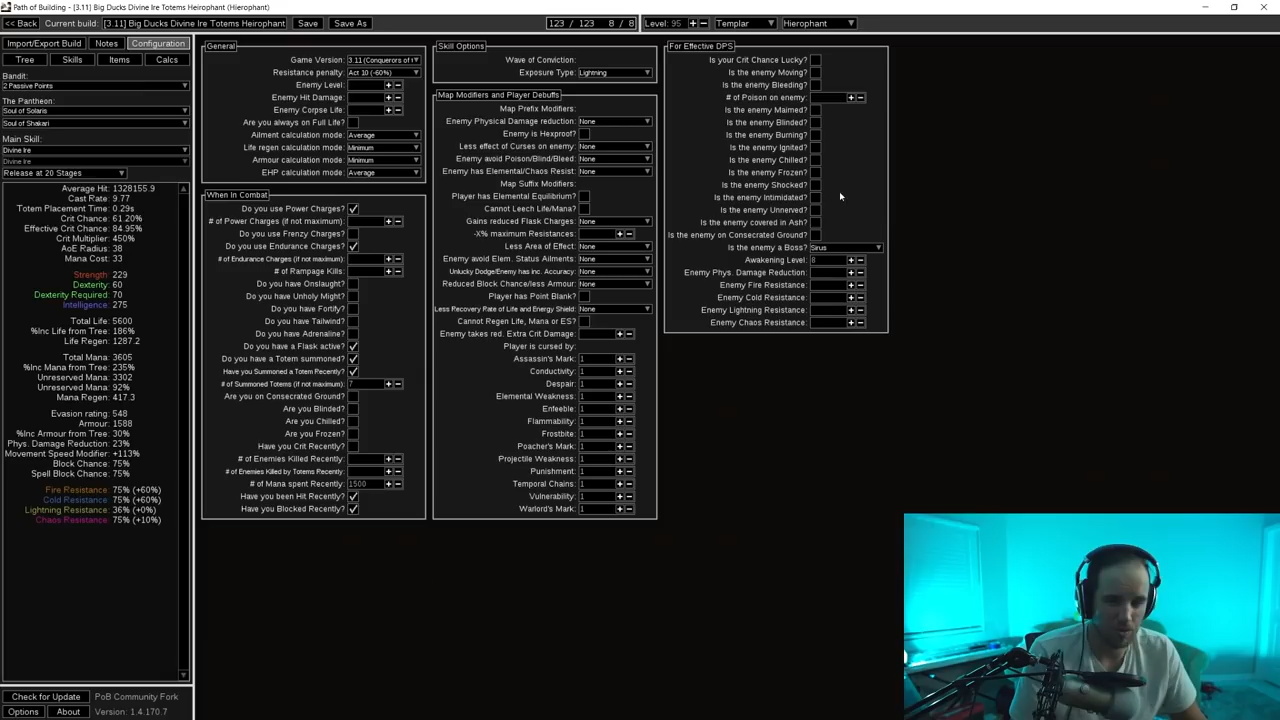 Path of Building - [3.11] Big Ducks Divine Ire Totems Heirophant (Hierophant)
<< Back
Current build: [3.11] Big Ducks Divine Ire Totems Heirophant
Save
Save As
123 / 123 8 / 8
Level: 95
Templar
Hierophant
Import/Export Build
Notes
Configuration
Tree
Skills
Items
Calcs
Bandit:
2 Passive Points
The Pantheon:
Soul of Solaris
Soul of Shakari
Main Skill:
Divine Ire
Divine Ire
Release at 20 Stages
Average Hit: 1328155.9
Cast Rate: 9.77
Totem Placement Time: 0.29s
Crit Chance: 61.20%
Effective Crit Chance: 84.95%
Crit Multiplier: 450%
AoE Radius: 38
Mana Cost: 33
Strength: 229
Dexterity: 60
Dexterity Required: 70
Intelligence: 275
Total Life: 5600
%Inc Life from Tree: 186%
Life Regen: 1287.2
Total Mana: 3605
%Inc Mana from Tree: 235%
Unreserved Mana: 3302
Unreserved Mana: 92%
Mana Regen: 417.3
Evasion rating: 548
Armour: 1588
%Inc Armour from Tree: 30%
Phys. Damage Reduction: 23%
Movement Speed Modifier: +113%
Block Chance: 75%
Spell Block Chance: 75%
Fire Resistance: 75% (+60%)
Cold Resistance: 75% (+60%)
Lightning Resistance: 36% (+0%)
Chaos Resistance: 75% (+10%)
Check for Update
PoB Community Fork
Options
About
Version: 1.4.170.7
General
Game Version: 3.11 (Conquerors of
Resistance penalty: Act 10 (-60%)
Enemy Level:
Enemy Hit Damage:
Enemy Corpse Life:
Are you always on Full Life?
Ailment calculation mode: Average
Life regen calculation mode: Minimum
Armour calculation mode: Minimum
EHP calculation mode: Average
When In Combat
Do you use Power Charges?
# of Power Charges (if not maximum):
Do you use Frenzy Charges?
Do you use Endurance Charges?
# of Endurance Charges (if not maximum):
# of Rampage Kills:
Do you have Onslaught?
Do you have Unholy Might?
Do you have Fortify?
Do you have Tailwind?
Do you have Adrenaline?
Do you have a Flask active?
Do you have a Totem summoned?
Have you Summoned a Totem Recently?
# of Summoned Totems (if not maximum): 7
Are you on Consecrated Ground?
Are you Blinded?
Are you Chilled?
Are you Frozen?
Have you Crit Recently?
# of Enemies Killed Recently:
# of Enemies Killed by Totems Recently:
# of Mana spent Recently: 1500
Have you been Hit Recently?
Have you Blocked Recently?
Skill Options
Wave of Conviction:
Exposure Type: Lightning
Map Modifiers and Player Debuffs
Map Prefix Modifiers:
Enemy Physical Damage reduction: None
Enemy is Hexproof?
Less effect of Curses on enemy: None
Enemy avoid Poison/Blind/Bleed: None
Enemy has Elemental/Chaos Resist: None
Map Suffix Modifiers:
Player has Elemental Equilibrium?
Cannot Leech Life/Mana?
Gains reduced Flask Charges: None
-X% maximum Resistances:
Less Area of Effect: None
Enemy avoid Elem. Status Ailments: None
Unlucky Dodge/Enemy has inc. Accuracy: None
Reduced Block Chance/less Armour: None
Player has Point Blank?
Less Recovery Rate of Life and Energy Shield: None
Cannot Regen Life, Mana or ES?
Enemy takes red. Extra Crit Damage:
Player is cursed by:
Assassin's Mark: 1
Conductivity: 1
Despair: 1
Elemental Weakness: 1
Enfeeble: 1
Flammability: 1
Frostbite: 1
Poacher's Mark: 1
Projectile Weakness: 1
Punishment: 1
Temporal Chains: 1
Vulnerability: 1
Warlord's Mark: 1
For Effective DPS
Is your Crit Chance Lucky?
Is the enemy Moving?
Is the enemy Bleeding?
# of Poison on enemy:
Is the enemy Maimed?
Is the enemy Blinded?
Is the enemy Burning?
Is the enemy Ignited?
Is the enemy Chilled?
Is the enemy Frozen?
Is the enemy Shocked?
Is the enemy Intimidated?
Is the enemy Unnerved?
Is the enemy covered in Ash?
Is the enemy on Consecrated Ground?
Is the enemy a Boss? Sirus
Awakening Level: 8
Enemy Phys. Damage Reduction:
Enemy Fire Resistance:
Enemy Cold Resistance:
Enemy Lightning Resistance:
Enemy Chaos Resistance: